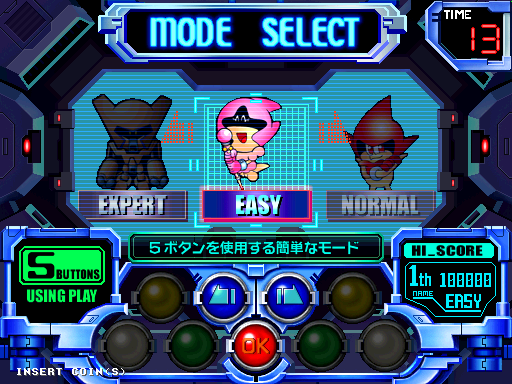 MODE SELECT
TIME
13
EXPERT
EASY
NORMAL
5ボタンを使用する簡単なモード
5 BUTTONS
USING PLAY
HI_SCORE
1th 100000
NAME EASY
OK
INSERT COIN(S)